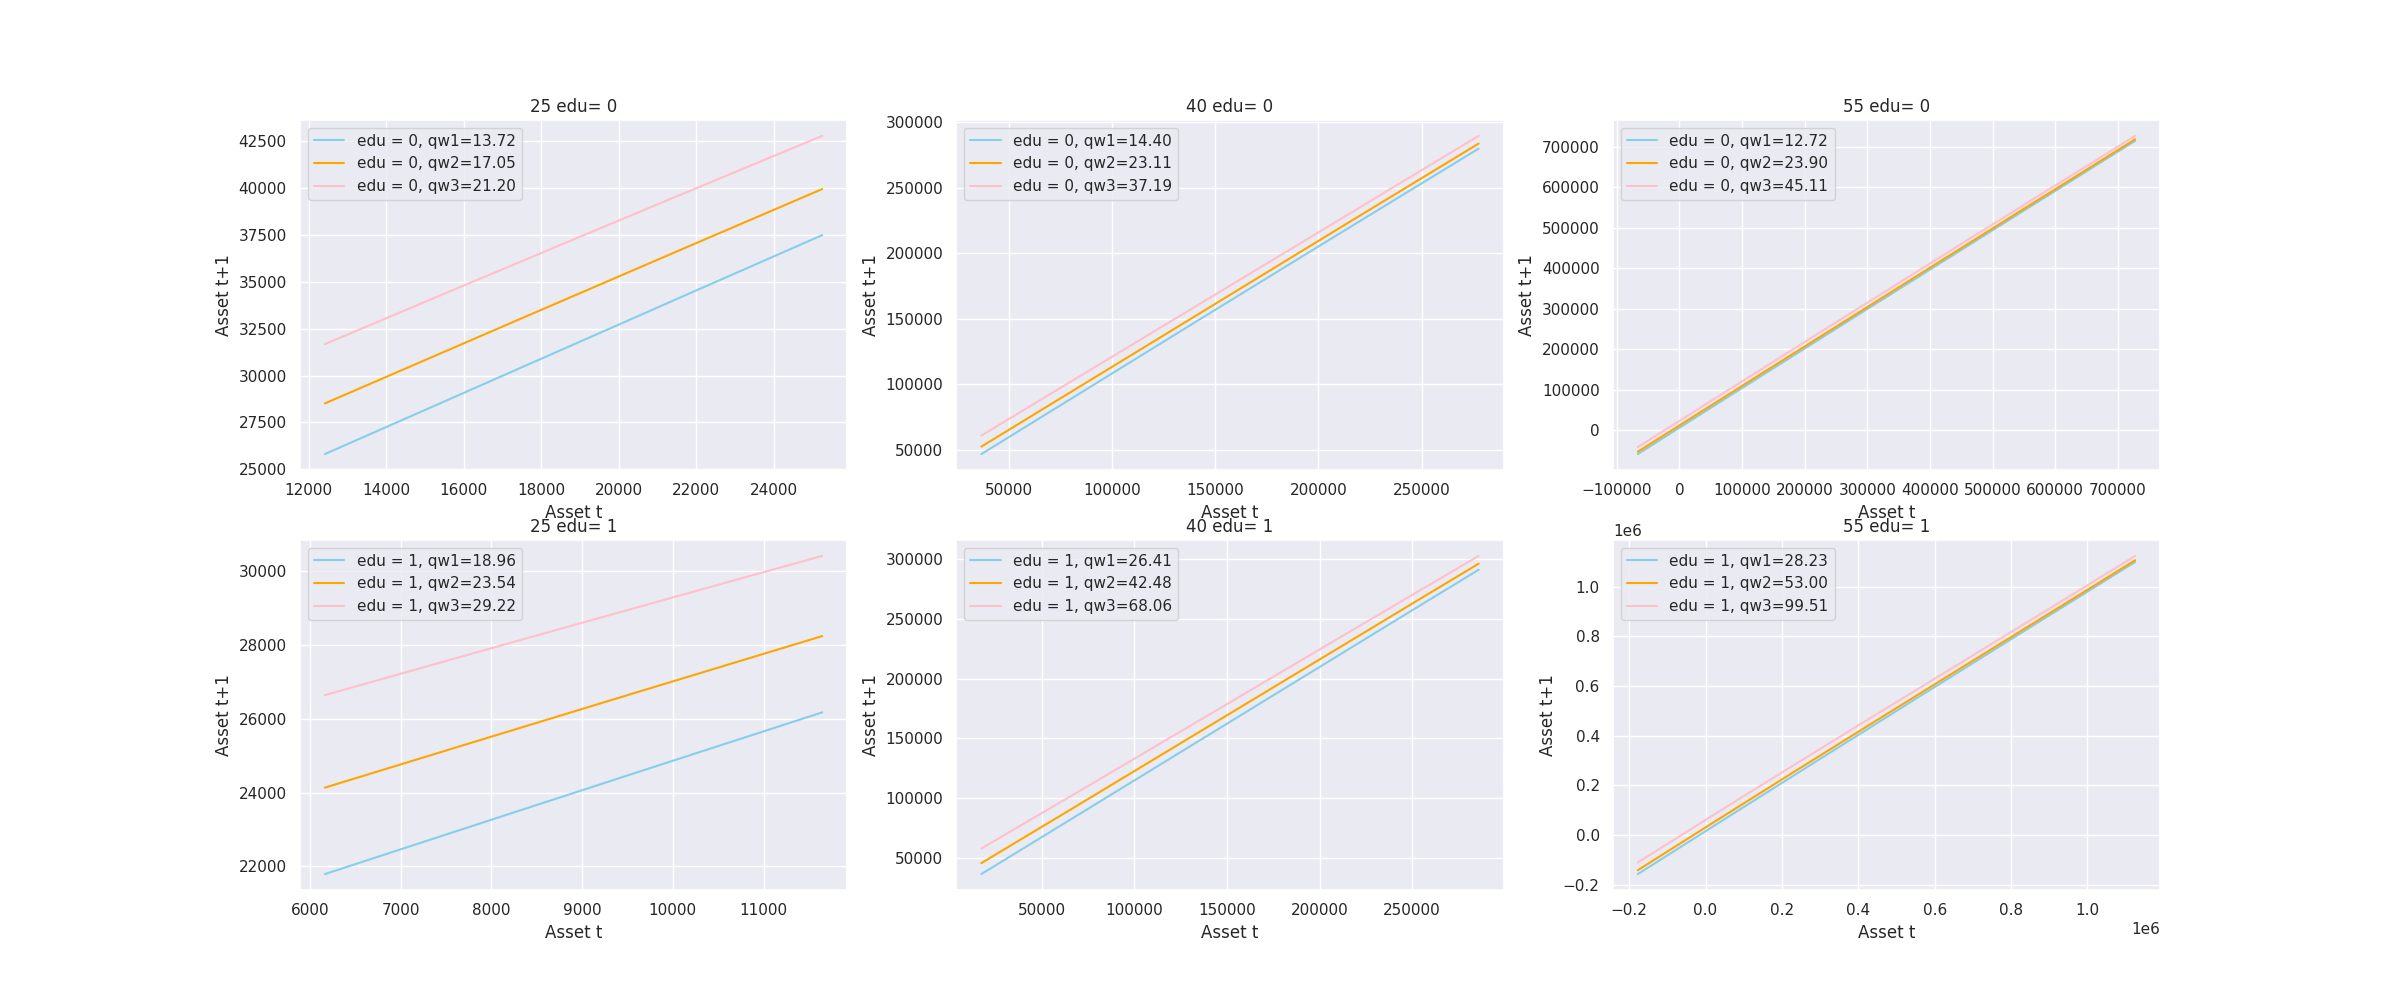 25 edu= 0
edu = 0, qw1=13.72
edu = 0, qw2=17.05
edu = 0, qw3=21.20
42500
40000
37500
35000
32500
30000
27500
25000
Asset t+1
12000 14000 16000 18000 20000 22000 24000
Asset t
40 edu= 0
edu = 0, qw1=14.40
edu = 0, qw2=23.11
edu = 0, qw3=37.19
300000
250000
200000
150000
100000
50000
Asset t+1
50000 100000 150000 200000 250000
Asset t
55 edu= 0
edu = 0, qw1=12.72
edu = 0, qw2=23.90
edu = 0, qw3=45.11
700000
600000
500000
400000
300000
200000
100000
0
Asset t+1
−100000 0 100000 200000 300000 400000 500000 600000 700000
Asset t
25 edu= 1
edu = 1, qw1=18.96
edu = 1, qw2=23.54
edu = 1, qw3=29.22
30000
28000
26000
24000
22000
Asset t+1
6000 7000 8000 9000 10000 11000
Asset t
40 edu= 1
edu = 1, qw1=26.41
edu = 1, qw2=42.48
edu = 1, qw3=68.06
300000
250000
200000
150000
100000
50000
Asset t+1
50000 100000 150000 200000 250000
Asset t
55 edu= 1
1e6
edu = 1, qw1=28.23
edu = 1, qw2=53.00
edu = 1, qw3=99.51
1.0
0.8
0.6
0.4
0.2
0.0
−0.2
Asset t+1
−0.2 0.0 0.2 0.4 0.6 0.8 1.0
1e6
Asset t